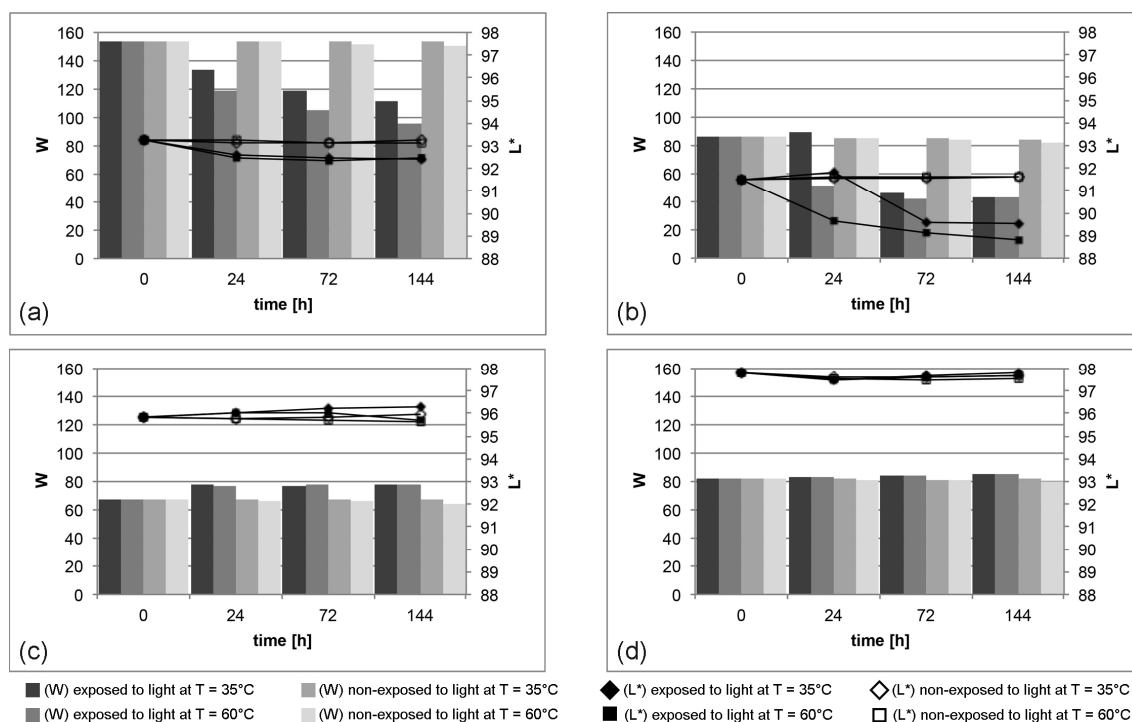 160 98
140 97
120 96
100 95
80 94
60 93
40 92
20 91
0 90
89
88
W
L*
0 24 72 144
time [h]
(a)
160 98
140 97
120 96
100 95
80 94
60 93
40 92
20 91
0 90
89
88
W
L*
0 24 72 144
time [h]
(b)
160 98
140 97
120 96
100 95
80 94
60 93
40 92
20 91
0 90
89
88
W
L*
0 24 72 144
time [h]
(c)
160 98
140 97
120 96
100 95
80 94
60 93
40 92
20 91
0 90
89
88
W
L*
0 24 72 144
time [h]
(d)
(W) exposed to light at T = 35°C (W) non-exposed to light at T = 35°C (L*) exposed to light at T = 35°C (L*) non-exposed to light at T = 35°C
(W) exposed to light at T = 60°C (W) non-exposed to light at T = 60°C (L*) exposed to light at T = 60°C (L*) non-exposed to light at T = 60°C